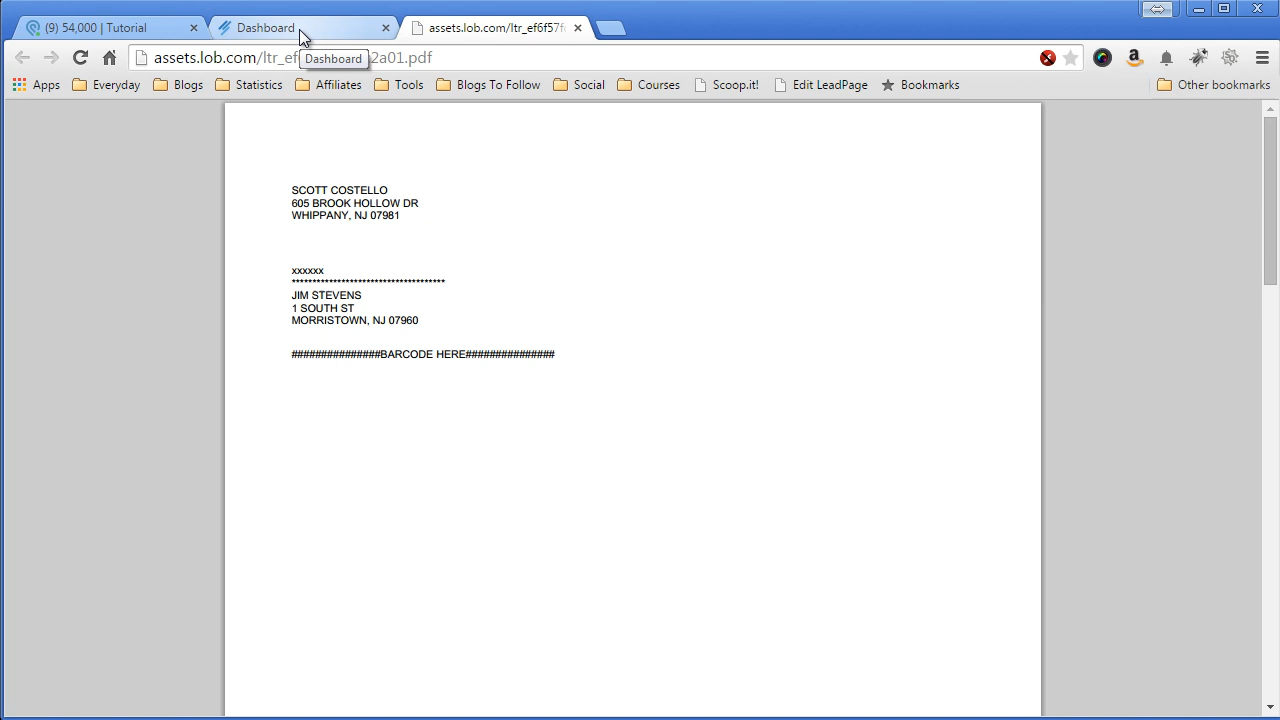 (9) 54,000 | Tutorial
Dashboard
assets.lob.com/ltr_ef6f57f
assets.lob.com/ltr_ef 2a01.pdf
Dashboard
Apps Everyday Blogs Statistics Affiliates Tools Blogs To Follow Social Courses Scoop.it! Edit LeadPage Bookmarks Other bookmarks
SCOTT COSTELLO
605 BROOK HOLLOW DR
WHIPPANY, NJ 07981
xxxxxx
*************************************
JIM STEVENS
1 SOUTH ST
MORRISTOWN, NJ 07960
###############BARCODE HERE###############